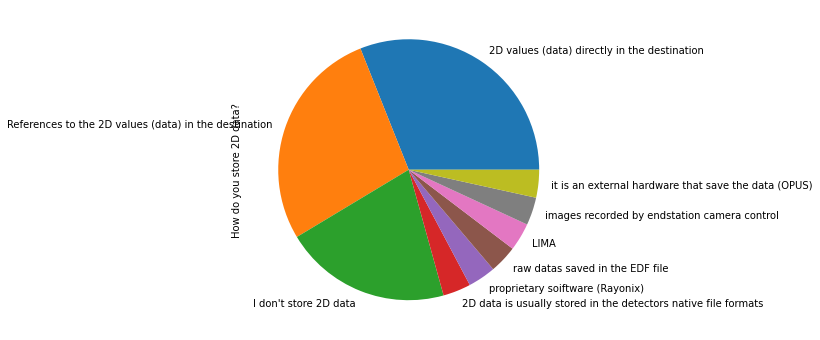 2D values (data) directly in the destination
References to the 2D values (data) in the destination
How do you store 2D data?
it is an external hardware that save the data (OPUS)
images recorded by endstation camera control
LIMA
raw datas saved in the EDF file
proprietary soiftware (Rayonix)
I don't store 2D data
2D data is usually stored in the detectors native file formats